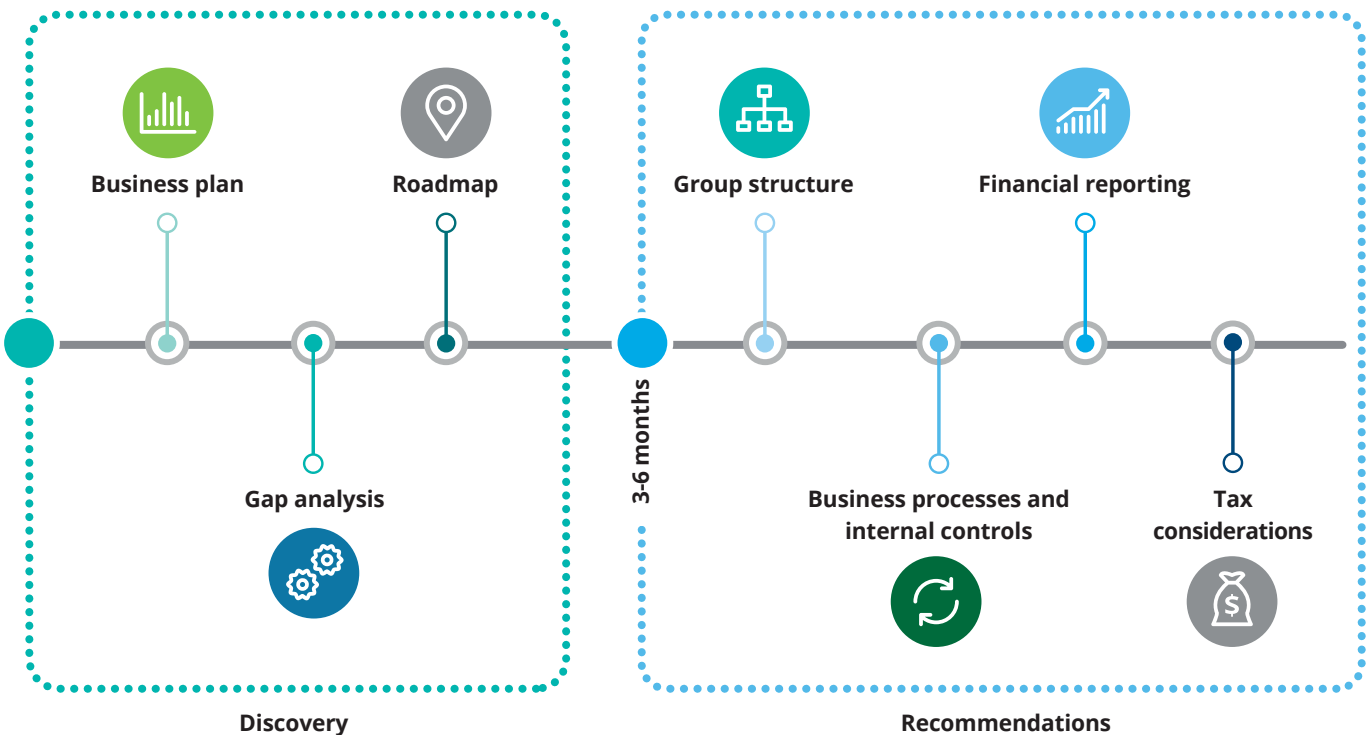 Business plan
Roadmap
Group structure
Financial reporting
3-6 months
Gap analysis
Business processes and
internal controls
Tax
considerations
$
Discovery
Recommendations